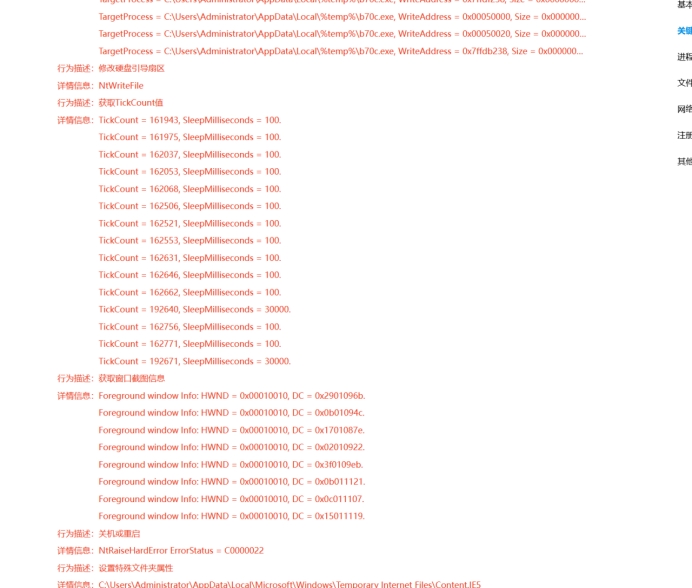 TargetProcess = C:\Users\Administrator\AppData\Local\%temp%\b70c.exe, WriteAddress = 0x00050000, Size = 0x000000...
TargetProcess = C:\Users\Administrator\AppData\Local\%temp%\b70c.exe, WriteAddress = 0x00050020, Size = 0x000000...
TargetProcess = C:\Users\Administrator\AppData\Local\%temp%\b70c.exe, WriteAddress = 0x7ffdb238, Size = 0x000000...
行为描述: 修改硬盘引导扇区
详情信息: NtWriteFile
行为描述: 获取TickCount值
详情信息: TickCount = 161943, SleepMilliseconds = 100.
TickCount = 161975, SleepMilliseconds = 100.
TickCount = 162037, SleepMilliseconds = 100.
TickCount = 162053, SleepMilliseconds = 100.
TickCount = 162068, SleepMilliseconds = 100.
TickCount = 162506, SleepMilliseconds = 100.
TickCount = 162521, SleepMilliseconds = 100.
TickCount = 162553, SleepMilliseconds = 100.
TickCount = 162631, SleepMilliseconds = 100.
TickCount = 162646, SleepMilliseconds = 100.
TickCount = 162662, SleepMilliseconds = 100.
TickCount = 192640, SleepMilliseconds = 30000.
TickCount = 162756, SleepMilliseconds = 100.
TickCount = 162771, SleepMilliseconds = 100.
TickCount = 192671, SleepMilliseconds = 30000.
行为描述: 获取窗口截图信息
详情信息: Foreground window Info: HWND = 0x00010010, DC = 0x2901096b.
Foreground window Info: HWND = 0x00010010, DC = 0x0b01094c.
Foreground window Info: HWND = 0x00010010, DC = 0x1701087e.
Foreground window Info: HWND = 0x00010010, DC = 0x02010922.
Foreground window Info: HWND = 0x00010010, DC = 0x3f0109eb.
Foreground window Info: HWND = 0x00010010, DC = 0x0b011121.
Foreground window Info: HWND = 0x00010010, DC = 0x0c011107.
Foreground window Info: HWND = 0x00010010, DC = 0x15011119.
行为描述: 关机或重启
详情信息: NtRaiseHardError ErrorStatus = C0000022
行为描述: 设置特殊文件夹属性
详情信息: C:\Users\Administrator\AppData\Local\Microsoft\Windows\Temporary Internet Files\Content.IE5
基本
关键
进程
文件
网络
注册
其他